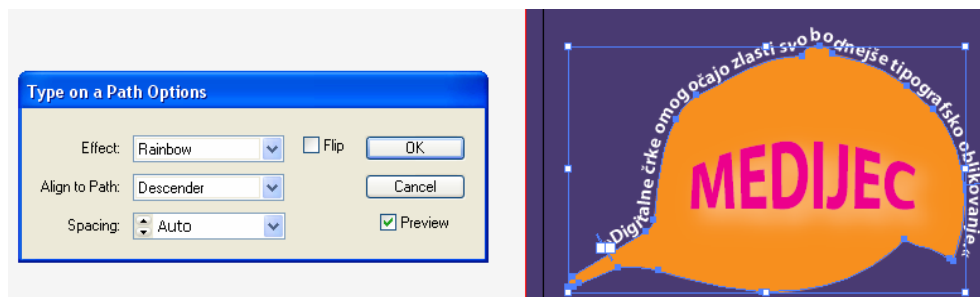 Type on a Path Options
Effect: Rainbow Flip OK
Align to Path: Descender Cancel
Spacing: Auto Preview
»Digitalne črke omogočajo zlasti svobodnejše tipografsko oblikovanje.«
MEDIJEC